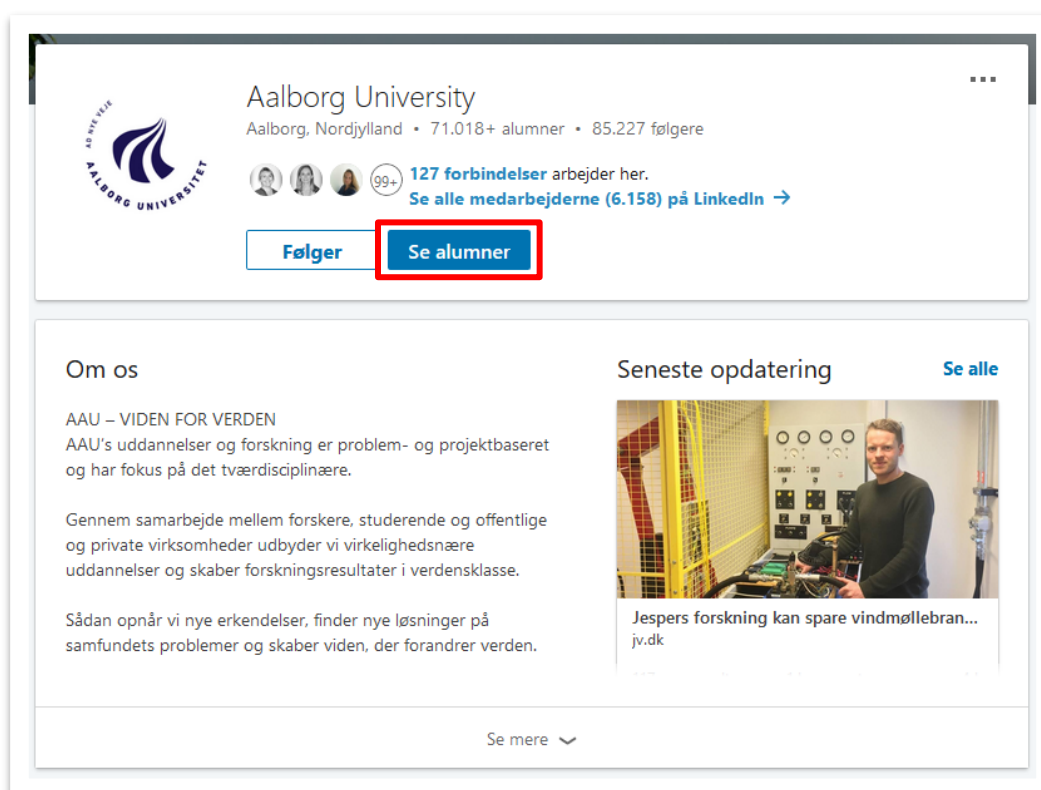 Aalborg University
Aalborg, Nordjylland • 71.018+ alumner • 85.227 følgere
AD NYE VEJE
AALBORG UNIVERSITET
99+
127 forbindelser arbejder her.
Se alle medarbejderne (6.158) på LinkedIn →
Følger
Se alumner
Om os
AAU – VIDEN FOR VERDEN
AAU's uddannelser og forskning er problem- og projektbaseret
og har fokus på det tværdisciplinære.
Gennem samarbejde mellem forskere, studerende og offentlige
og private virksomheder udbyder vi virkelighedsnære
uddannelser og skaber forskningsresultater i verdensklasse.
Sådan opnår vi nye erkendelser, finder nye løsninger på
samfundets problemer og skaber viden, der forandrer verden.
Seneste opdatering
Se alle
Jespers forskning kan spare vindmøllebran...
jv.dk
Se mere